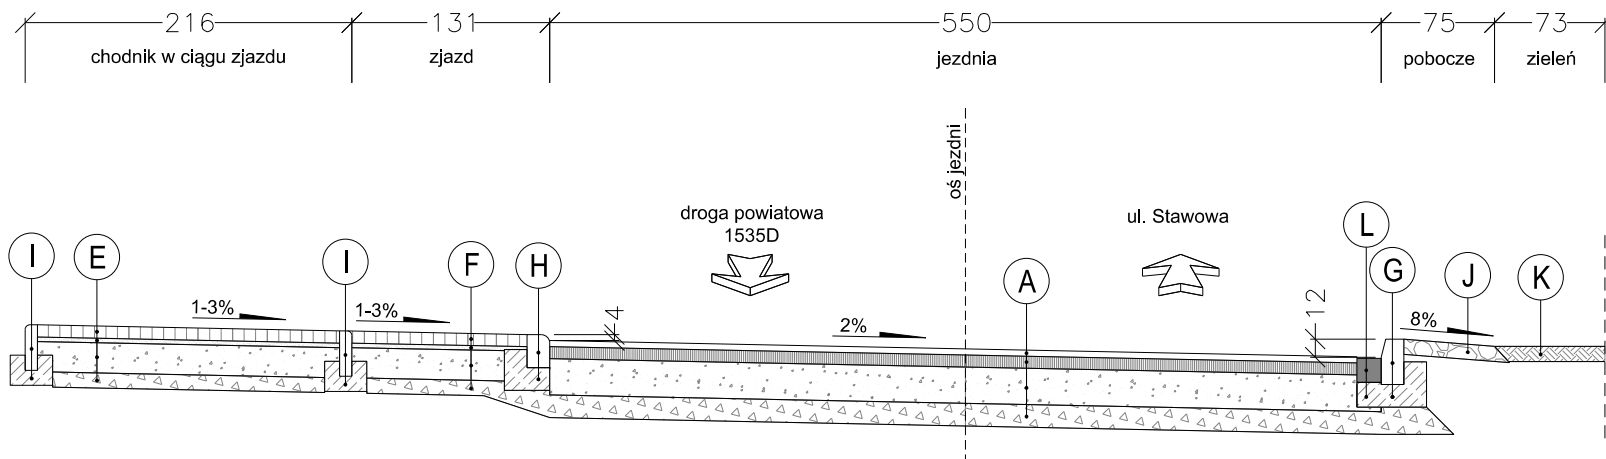 216
131
550
75
73
chodnik w ciągu zjazdu
zjazd
jezdnia
pobocze
zieleń
oś jezdni
droga powiatowa
1535D
ul. Stawowa
I
E
I
F
H
A
L
G
J
K
1-3%
1-3%
4
2%
12
8%